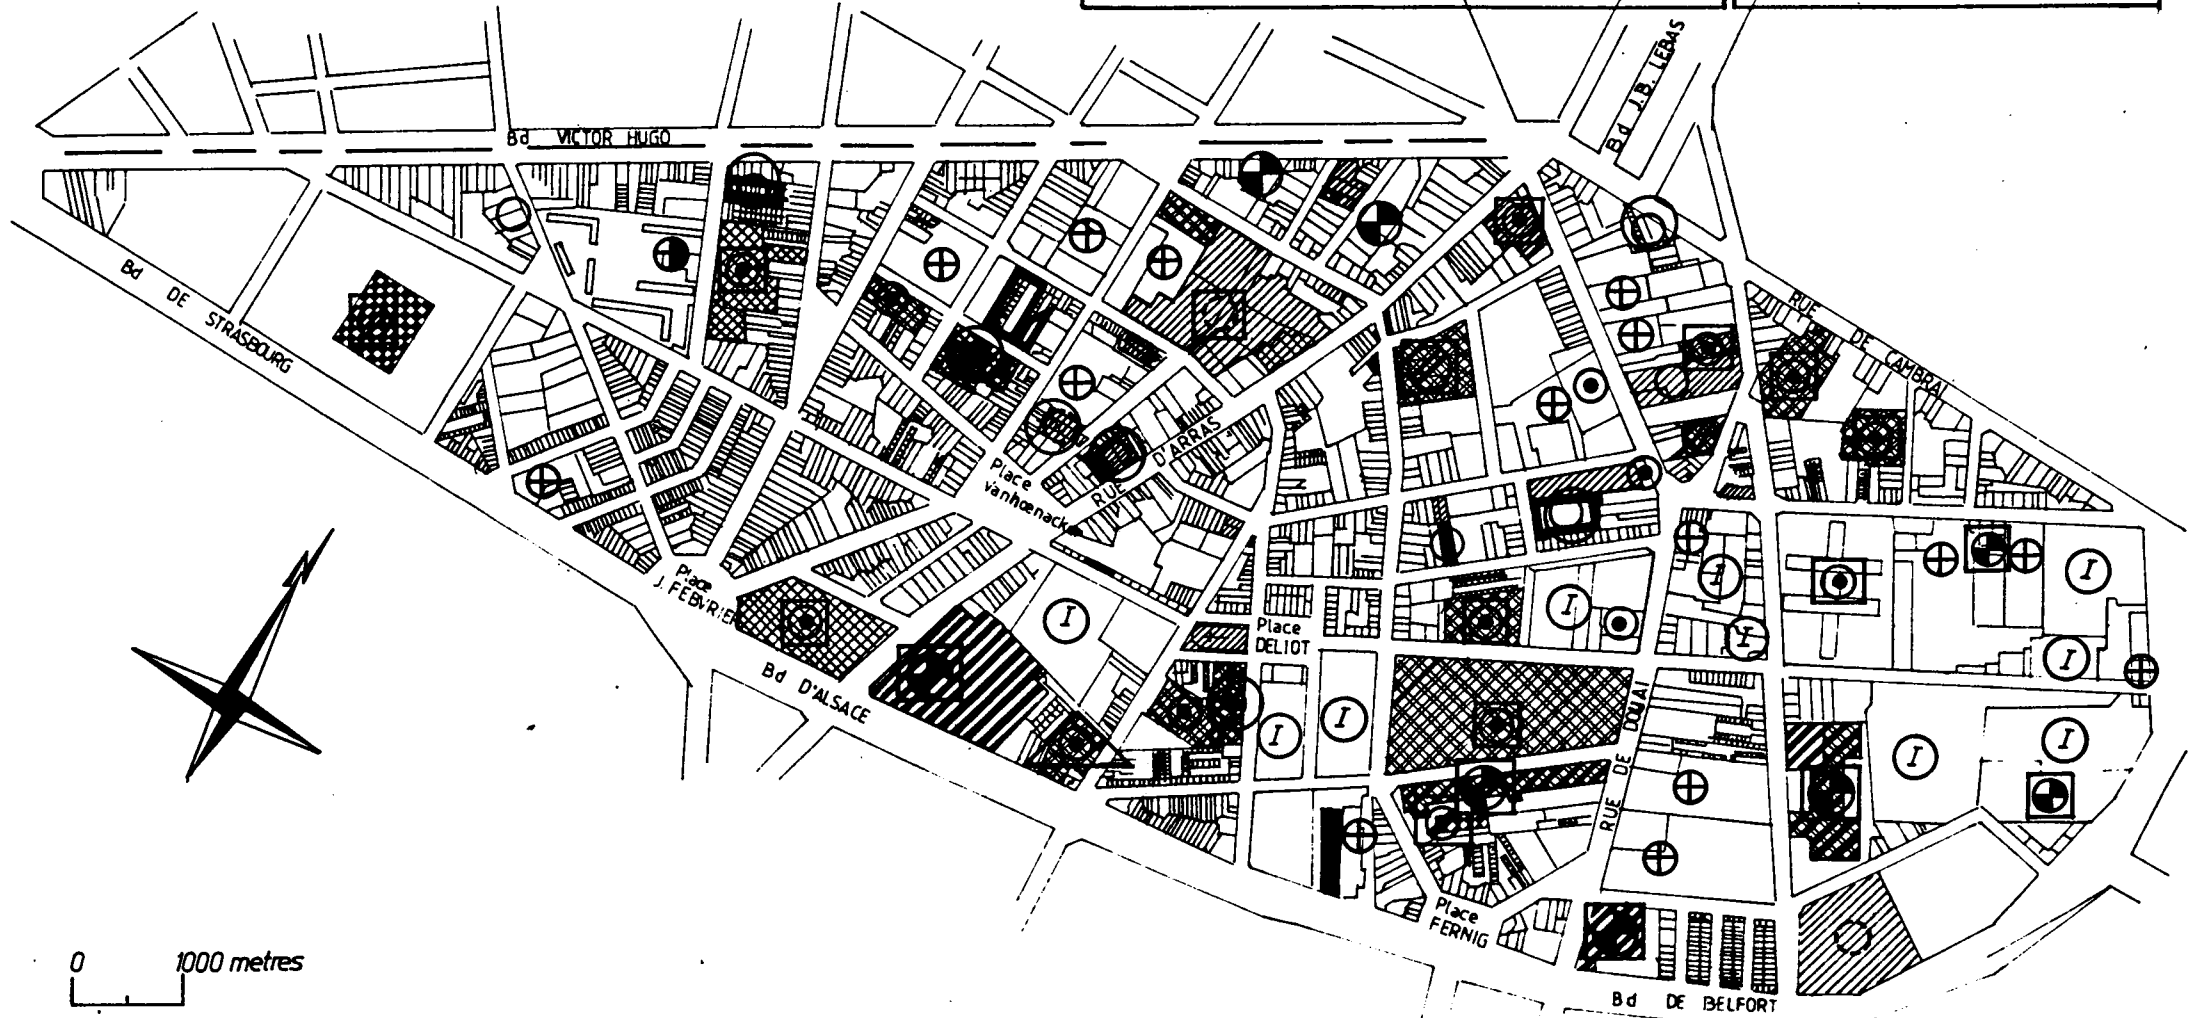 Bd J.B. LEBAS
Bd VICTOR HUGO
Bd DE STRASBOURG
RUE DE CAMBRAI
RUE D'ARRAS
Place
Vanhœnacker
N
Place
J. FEBVRIER
I
I
I
Place
DELIOT
I
I
I
I
I
I
I
Bd D'ALSACE
RUE DE DOUAI
Place
FERNIG
0 1000 metres
Bd DE BELFORT